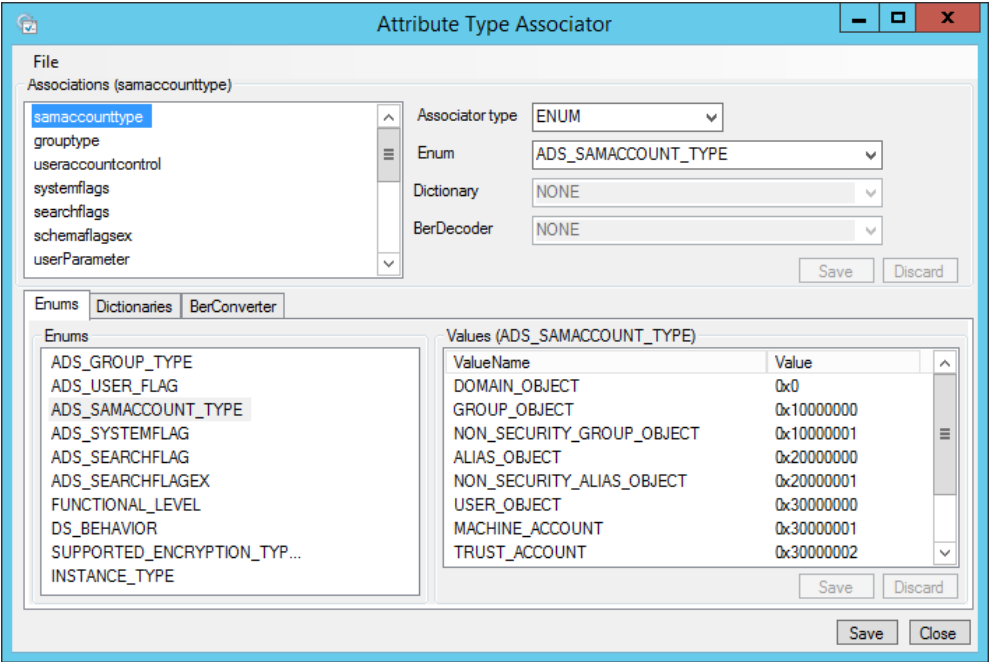 Attribute Type Associator
File
Associations (samaccounttype)
samaccounttype
grouptype
useraccountcontrol
systemflags
searchflags
schemaflagsex
userParameter
Associator type ENUM
Enum ADS_SAMACCOUNT_TYPE
Dictionary NONE
BerDecoder NONE
Save Discard
Enums Dictionaries BerConverter
Enums
ADS_GROUP_TYPE
ADS_USER_FLAG
ADS_SAMACCOUNT_TYPE
ADS_SYSTEMFLAG
ADS_SEARCHFLAG
ADS_SEARCHFLAGEX
FUNCTIONAL_LEVEL
DS_BEHAVIOR
SUPPORTED_ENCRYPTION_TYP...
INSTANCE_TYPE
Values (ADS_SAMACCOUNT_TYPE)
ValueName Value
DOMAIN_OBJECT 0x0
GROUP_OBJECT 0x10000000
NON_SECURITY_GROUP_OBJECT 0x10000001
ALIAS_OBJECT 0x20000000
NON_SECURITY_ALIAS_OBJECT 0x20000001
USER_OBJECT 0x30000000
MACHINE_ACCOUNT 0x30000001
TRUST_ACCOUNT 0x30000002
Save Discard
Save Close